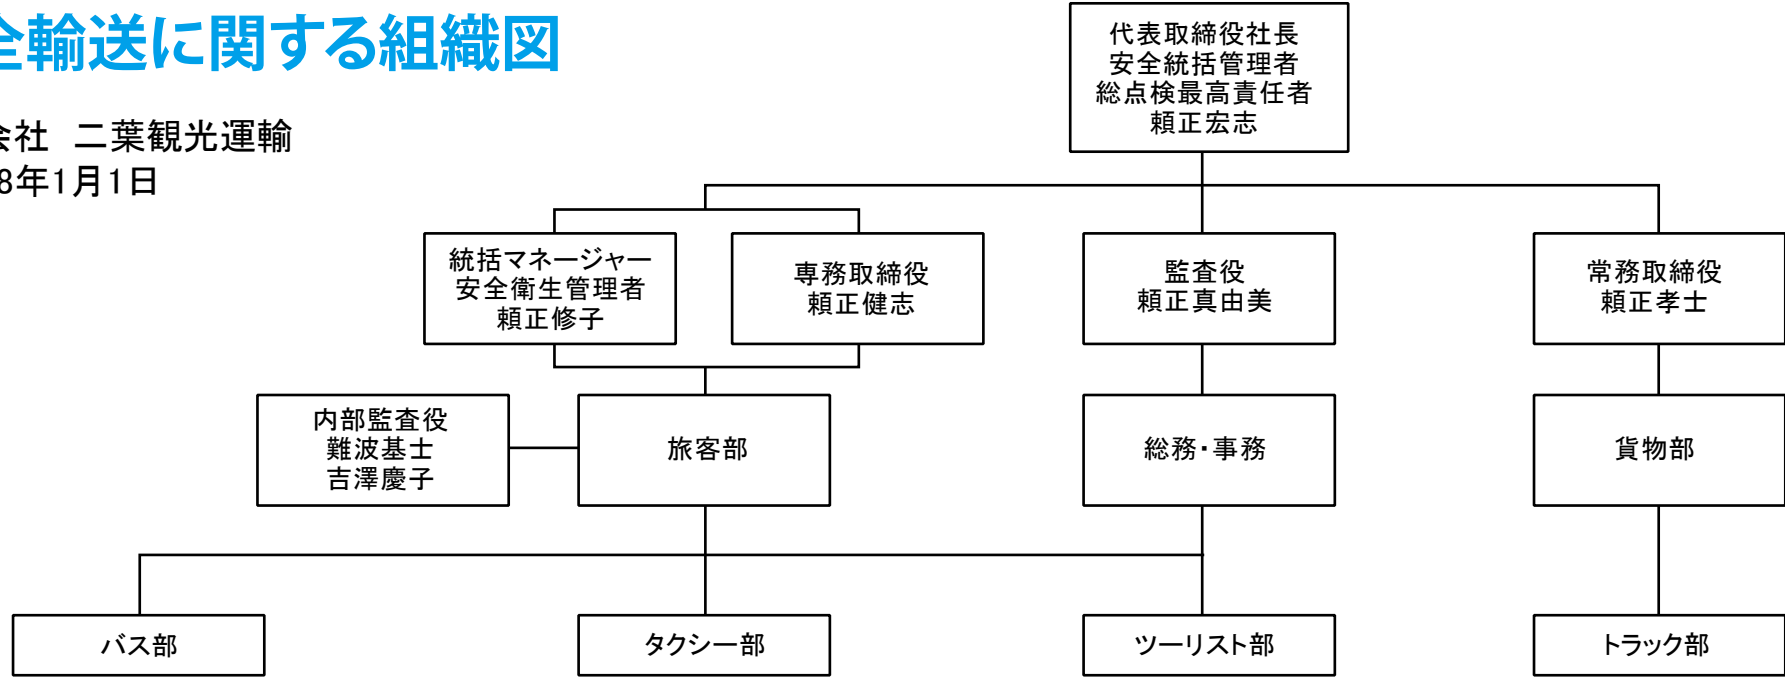 全輸送に関する組織図
会社　二葉観光運輸
8年1月1日
代表取締役社長
安全統括管理者
総点検最高責任者
頼正宏志
統括マネージャー
安全衛生管理者
頼正修子
専務取締役
頼正健志
監査役
頼正真由美
常務取締役
頼正孝士
内部監査役
難波基士
吉澤慶子
旅客部
総務・事務
貨物部
バス部
タクシー部
ツーリスト部
トラック部